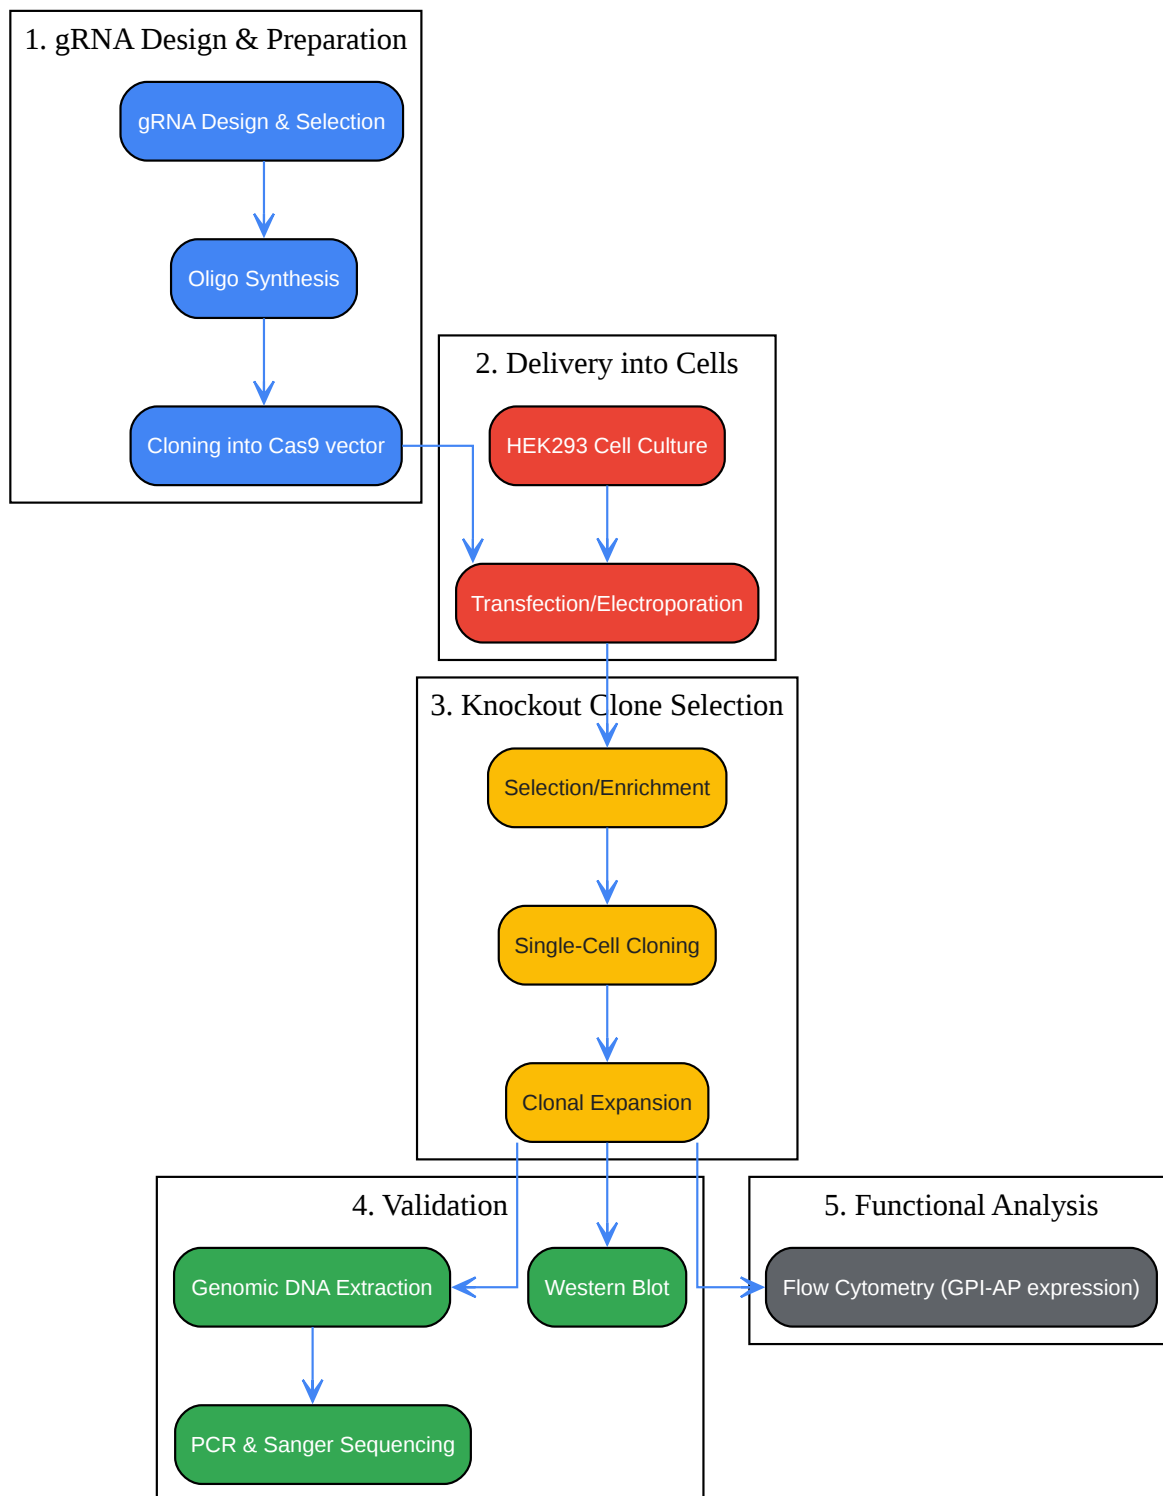 1. gRNA Design & Preparation
gRNA Design & Selection
Oligo Synthesis
Cloning into Cas9 vector
2. Delivery into Cells
HEK293 Cell Culture
Transfection/Electroporation
3. Knockout Clone Selection
Selection/Enrichment
Single-Cell Cloning
Clonal Expansion
4. Validation
Genomic DNA Extraction
Western Blot
PCR & Sanger Sequencing
5. Functional Analysis
Flow Cytometry (GPI-AP expression)